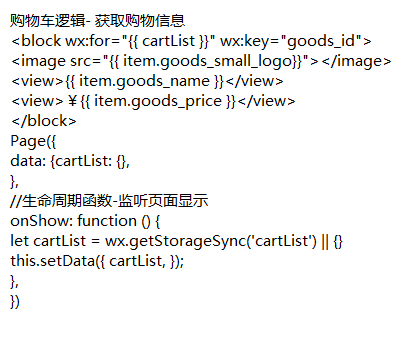 购物车逻辑- 获取购物信息
<block wx:for="{{ cartList }}" wx:key="goods_id">
<image src="{{ item.goods_small_logo}}"></image>
<view>{{ item.goods_name }}</view>
<view>￥{{ item.goods_price }}</view>
</block>
Page({
data: {cartList: {},
},
//生命周期函数-监听页面显示
onShow: function () {
let cartList = wx.getStorageSync('cartList') || {}
this.setData({ cartList, });
},
})